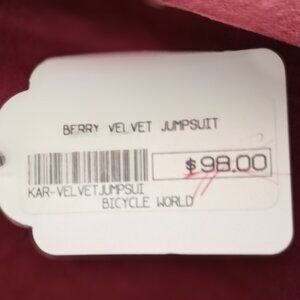 BERRY VELVET JUMPSUIT
$98.00
KAR-VELVETJUMPSUI
BICYCLE WORLD